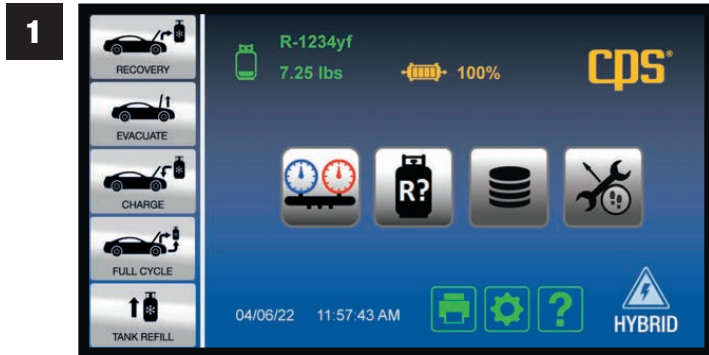 1
RECOVERY
EVACUATE
CHARGE
FULL CYCLE
TANK REFILL
R-1234yf
7.25 lbs
100%
cps®
R?
04/06/22 11:57:43 AM
?
HYBRID